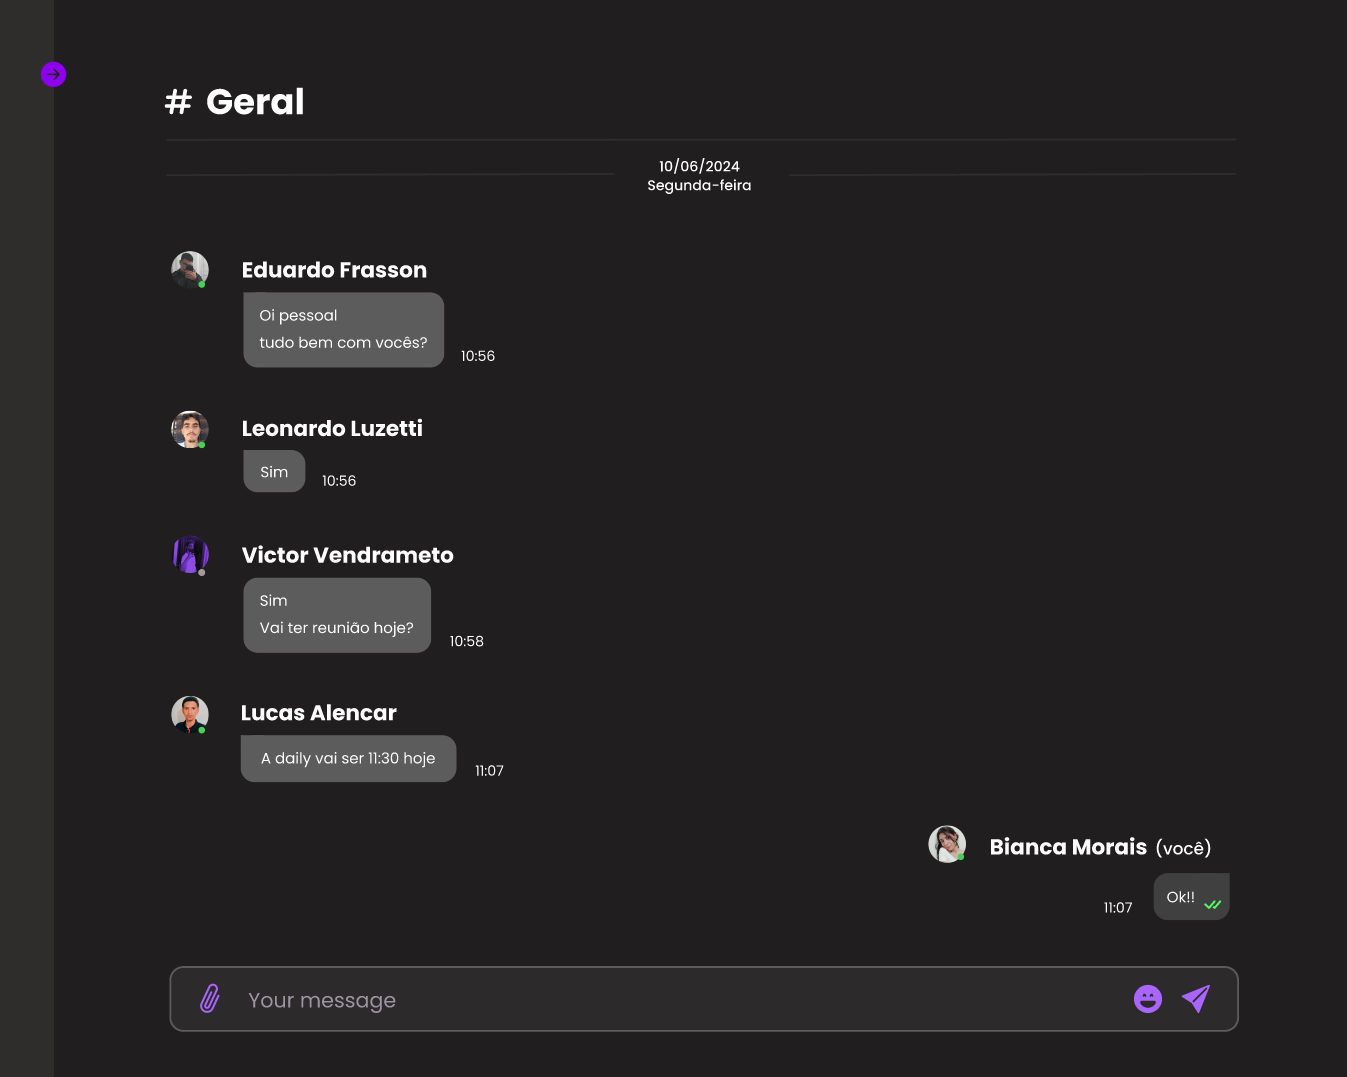 # Geral
10/06/2024
Segunda-feira
Eduardo Frasson
Oi pessoal
tudo bem com vocês?
10:56
Leonardo Luzetti
Sim
10:56
Victor Vendrameto
Sim
Vai ter reunião hoje?
10:58
Lucas Alencar
A daily vai ser 11:30 hoje
11:07
Bianca Morais (você)
Ok!!
11:07
Your message